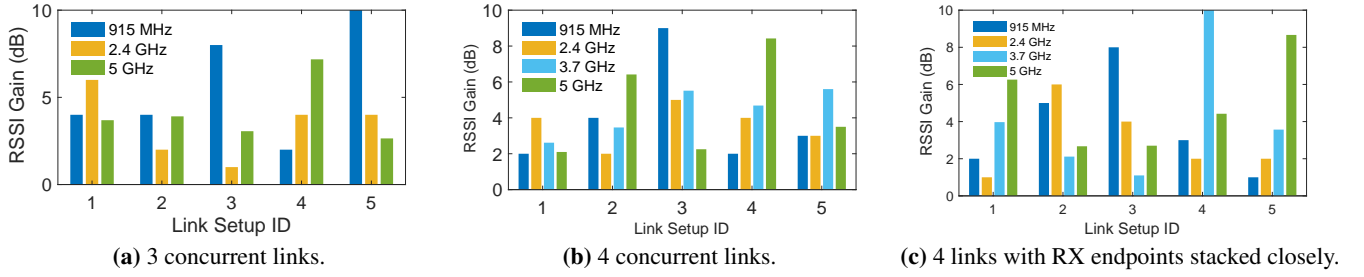 10
5
0
RSSI Gain (dB)
915 MHz
2.4 GHz
5 GHz
1 2 3 4 5
Link Setup ID
(a) 3 concurrent links.
10
8
6
4
2
0
RSSI Gain (dB)
915 MHz
2.4 GHz
3.7 GHz
5 GHz
1 2 3 4 5
Link Setup ID
(b) 4 concurrent links.
10
8
6
4
2
0
RSSI Gain (dB)
915 MHz
2.4 GHz
3.7 GHz
5 GHz
1 2 3 4 5
Link Setup ID
(c) 4 links with RX endpoints stacked closely.